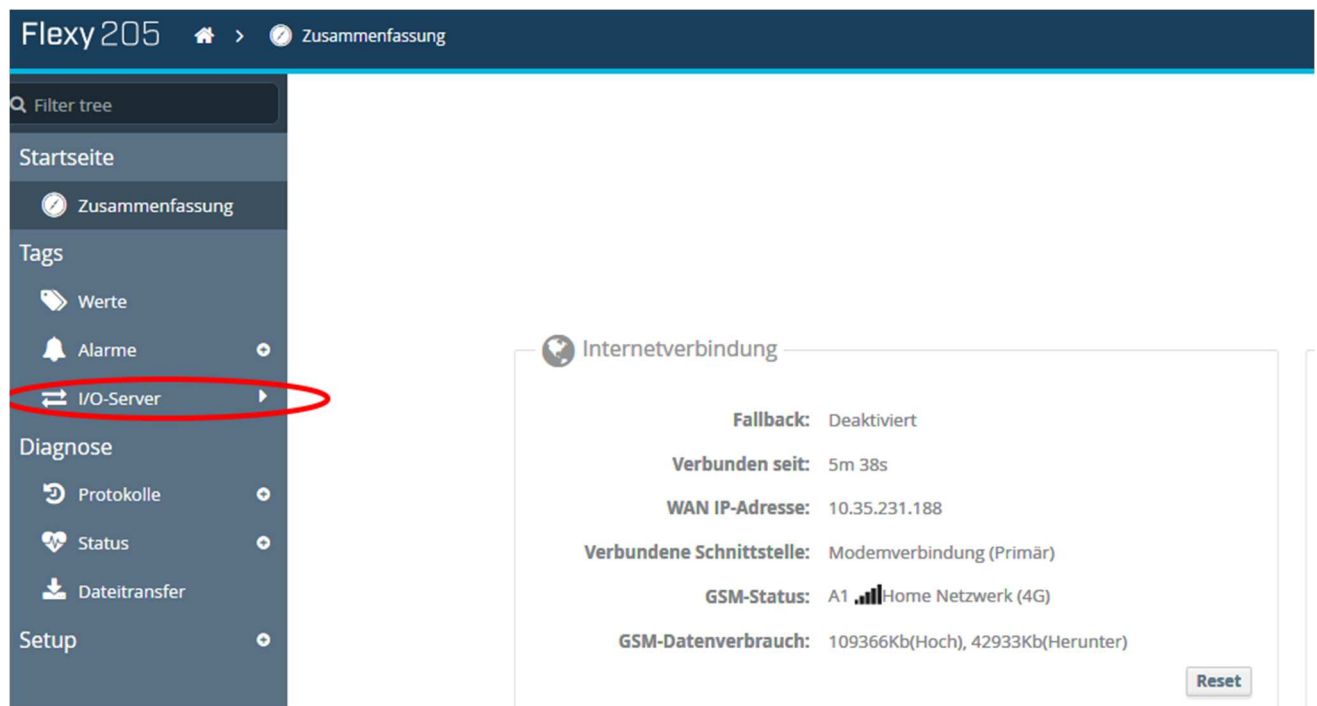 Flexy 205 > Zusammenfassung
Filter tree
Startseite
Zusammenfassung
Tags
Werte
Alarme
I/O-Server
Diagnose
Protokolle
Status
Dateitransfer
Setup
Internetverbindung
Fallback: Deaktiviert
Verbunden seit: 5m 38s
WAN IP-Adresse: 10.35.231.188
Verbundene Schnittstelle: Modemverbindung (Primär)
GSM-Status: A1 Home Netzwerk (4G)
GSM-Datenverbrauch: 109366Kb(Hoch), 42933Kb(Herunter)
Reset